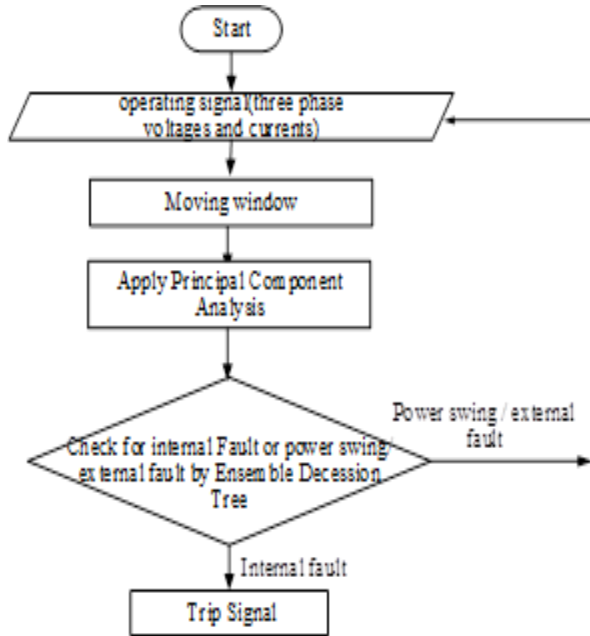 Start
operating signal(three phase
voltages and currents)
Moving window
Apply Principal Component
Analysis
Power swing / external
fault
Check for internal Fault or power swing/
external fault by Ensemble Decession
Tree
Internal fault
Trip Signal